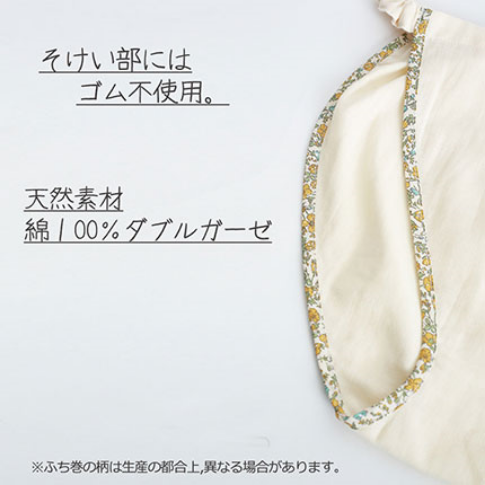 そけい部には
ゴム不使用。
天然素材
綿100%ダブルガーゼ
※ふち巻の柄は生産の都合上,異なる場合があります。